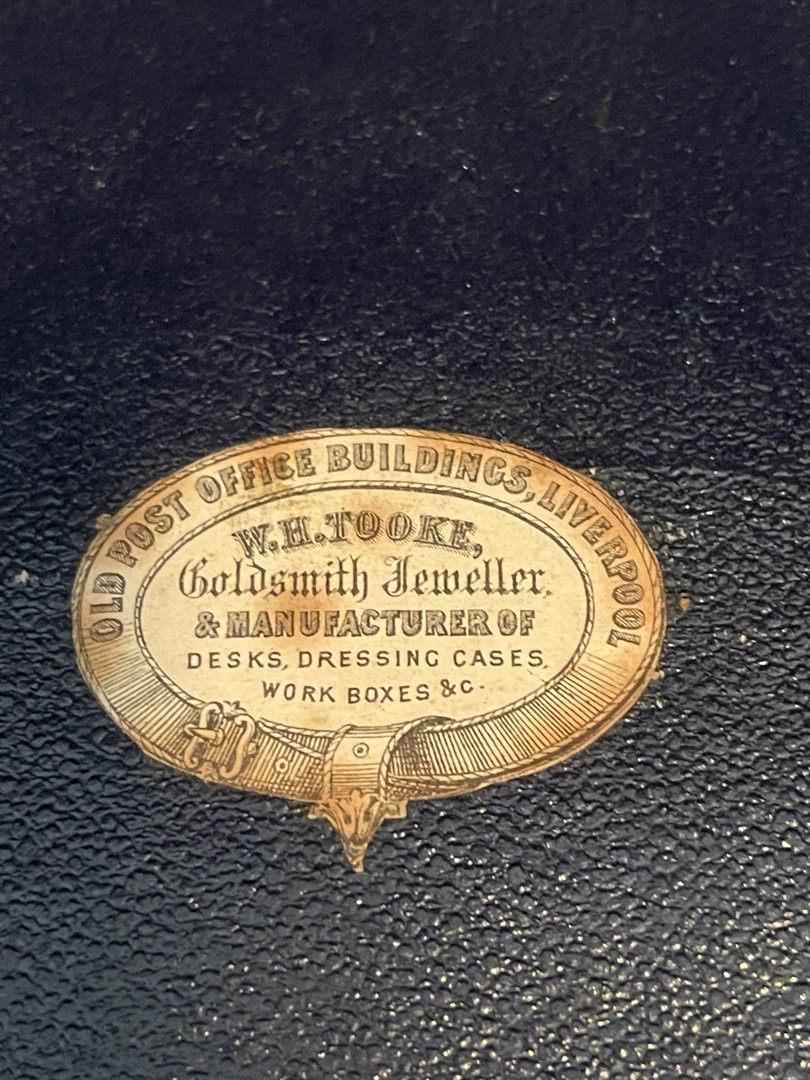 OLD POST OFFICE BUILDINGS, LIVERPOOL
W.H. TOOKE,
Goldsmith Jeweller,
& MANUFACTURER OF
DESKS, DRESSING CASES,
WORK BOXES &C.